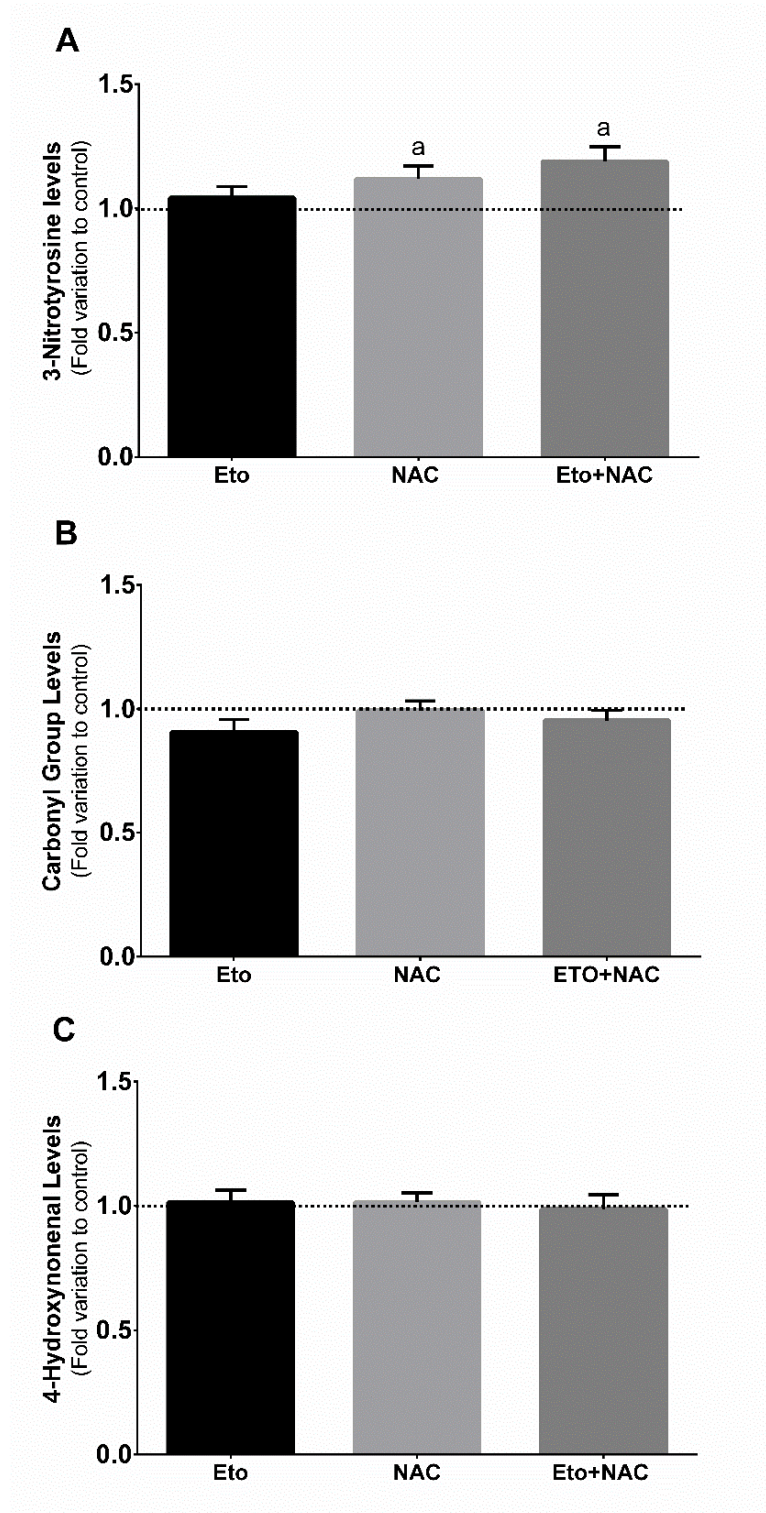 A
3-Nitrotyrosine levels
(Fold variation to control)
1.5
1.0
0.5
0.0
a
a
Eto
NAC
Eto+NAC
B
Carbonyl Group Levels
(Fold variation to control)
1.5
1.0
0.5
0.0
Eto
NAC
ETO+NAC
C
4-Hydroxynonenal Levels
(Fold variation to control)
1.5
1.0
0.5
0.0
Eto
NAC
Eto+NAC